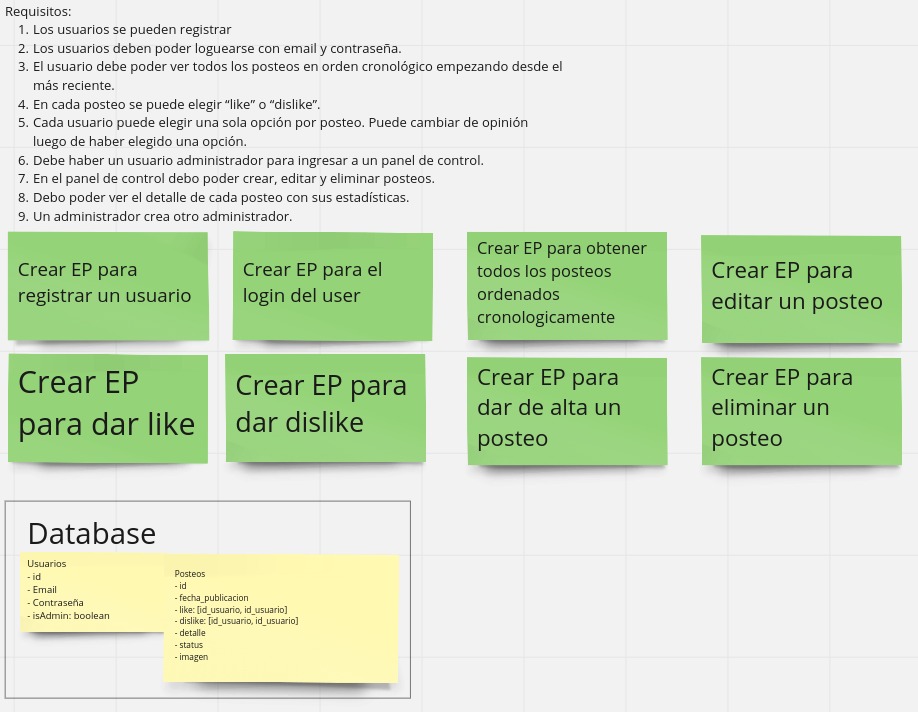 Requisitos:
1. Los usuarios se pueden registrar
2. Los usuarios deben poder loguearse con email y contraseña.
3. El usuario debe poder ver todos los posteos en orden cronológico empezando desde el
más reciente.
4. En cada posteo se puede elegir “like” o “dislike”.
5. Cada usuario puede elegir una sola opción por posteo. Puede cambiar de opinión
luego de haber elegido una opción.
6. Debe haber un usuario administrador para ingresar a un panel de control.
7. En el panel de control debo poder crear, editar y eliminar posteos.
8. Debo poder ver el detalle de cada posteo con sus estadísticas.
9. Un administrador crea otro administrador.
Crear EP para
registrar un usuario
Crear EP para el
login del user
Crear EP para obtener
todos los posteos
ordenados
cronologicamente
Crear EP para
editar un posteo
Crear EP
para dar like
Crear EP para
dar dislike
Crear EP para
dar de alta un
posteo
Crear EP para
eliminar un
posteo
Database
Usuarios
- id
- Email
- Contraseña
- isAdmin: boolean
Posteos
- id
- fecha_publicacion
- like: [id_usuario, id_usuario]
- dislike: [id_usuario, id_usuario]
- detalle
- status
- imagen